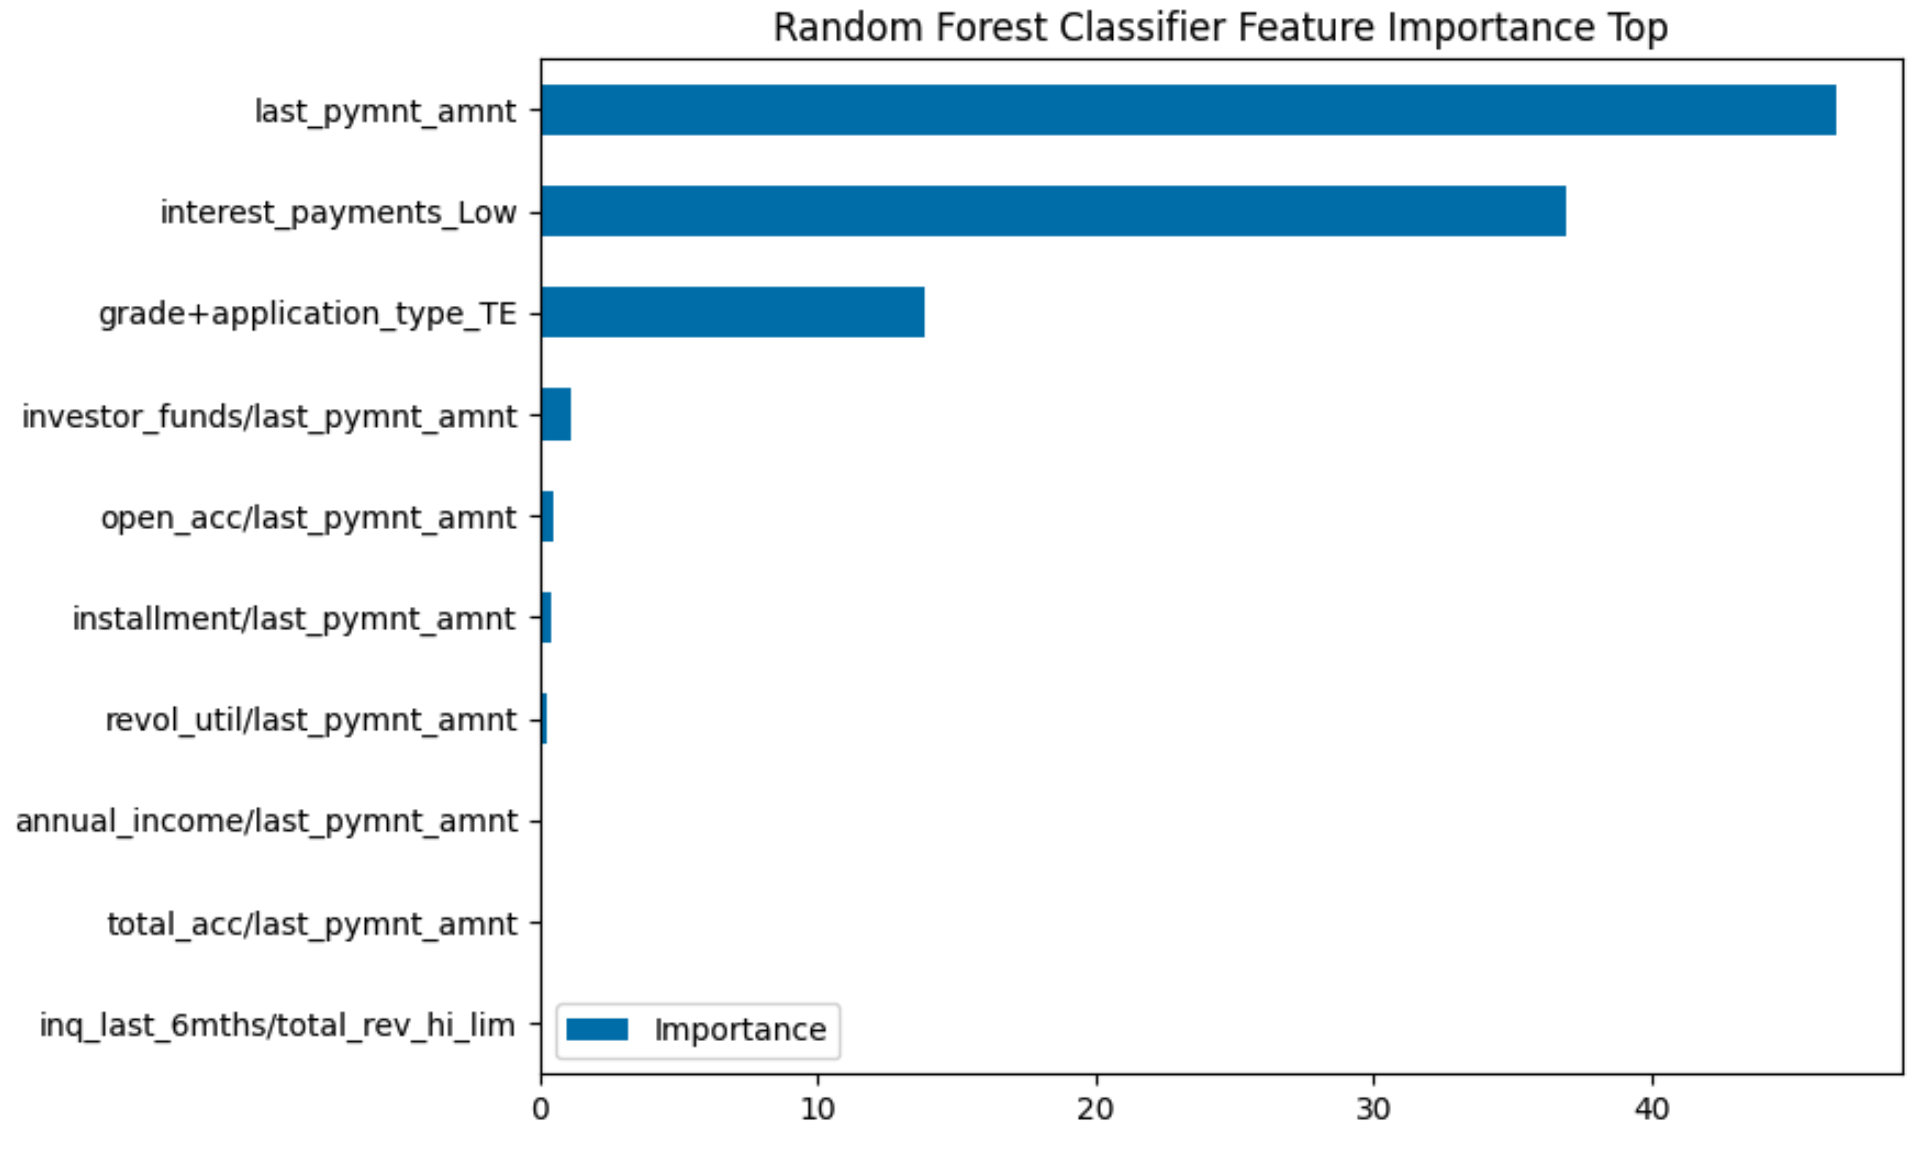 Random Forest Classifier Feature Importance Top
last_pymnt_amnt
interest_payments_Low
grade+application_type_TE
investor_funds/last_pymnt_amnt
open_acc/last_pymnt_amnt
installment/last_pymnt_amnt
revol_util/last_pymnt_amnt
annual_income/last_pymnt_amnt
total_acc/last_pymnt_amnt
inq_last_6mths/total_rev_hi_lim
Importance
0 10 20 30 40